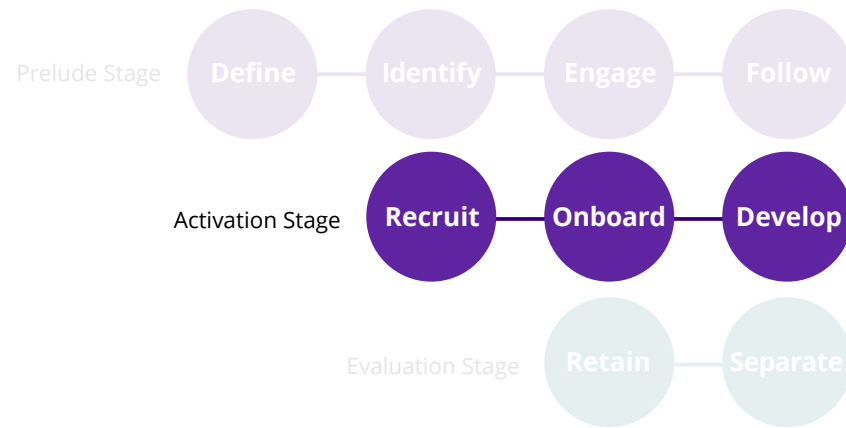 Prelude Stage Define Identify Engage Follow
Activation Stage Recruit Onboard Develop
Evaluation Stage Retain Separate